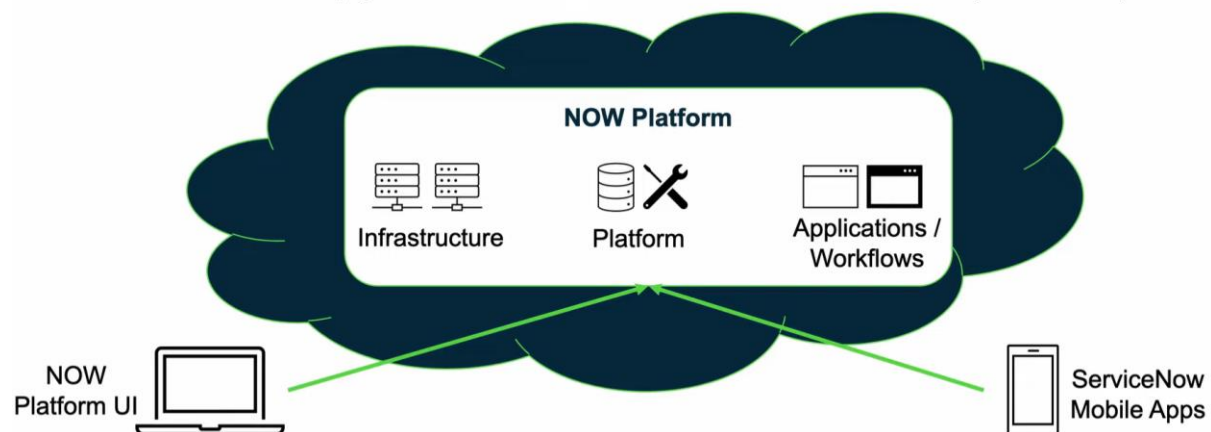 NOW Platform
Infrastructure
Platform
Applications /
Workflows
NOW
Platform UI
ServiceNow
Mobile Apps